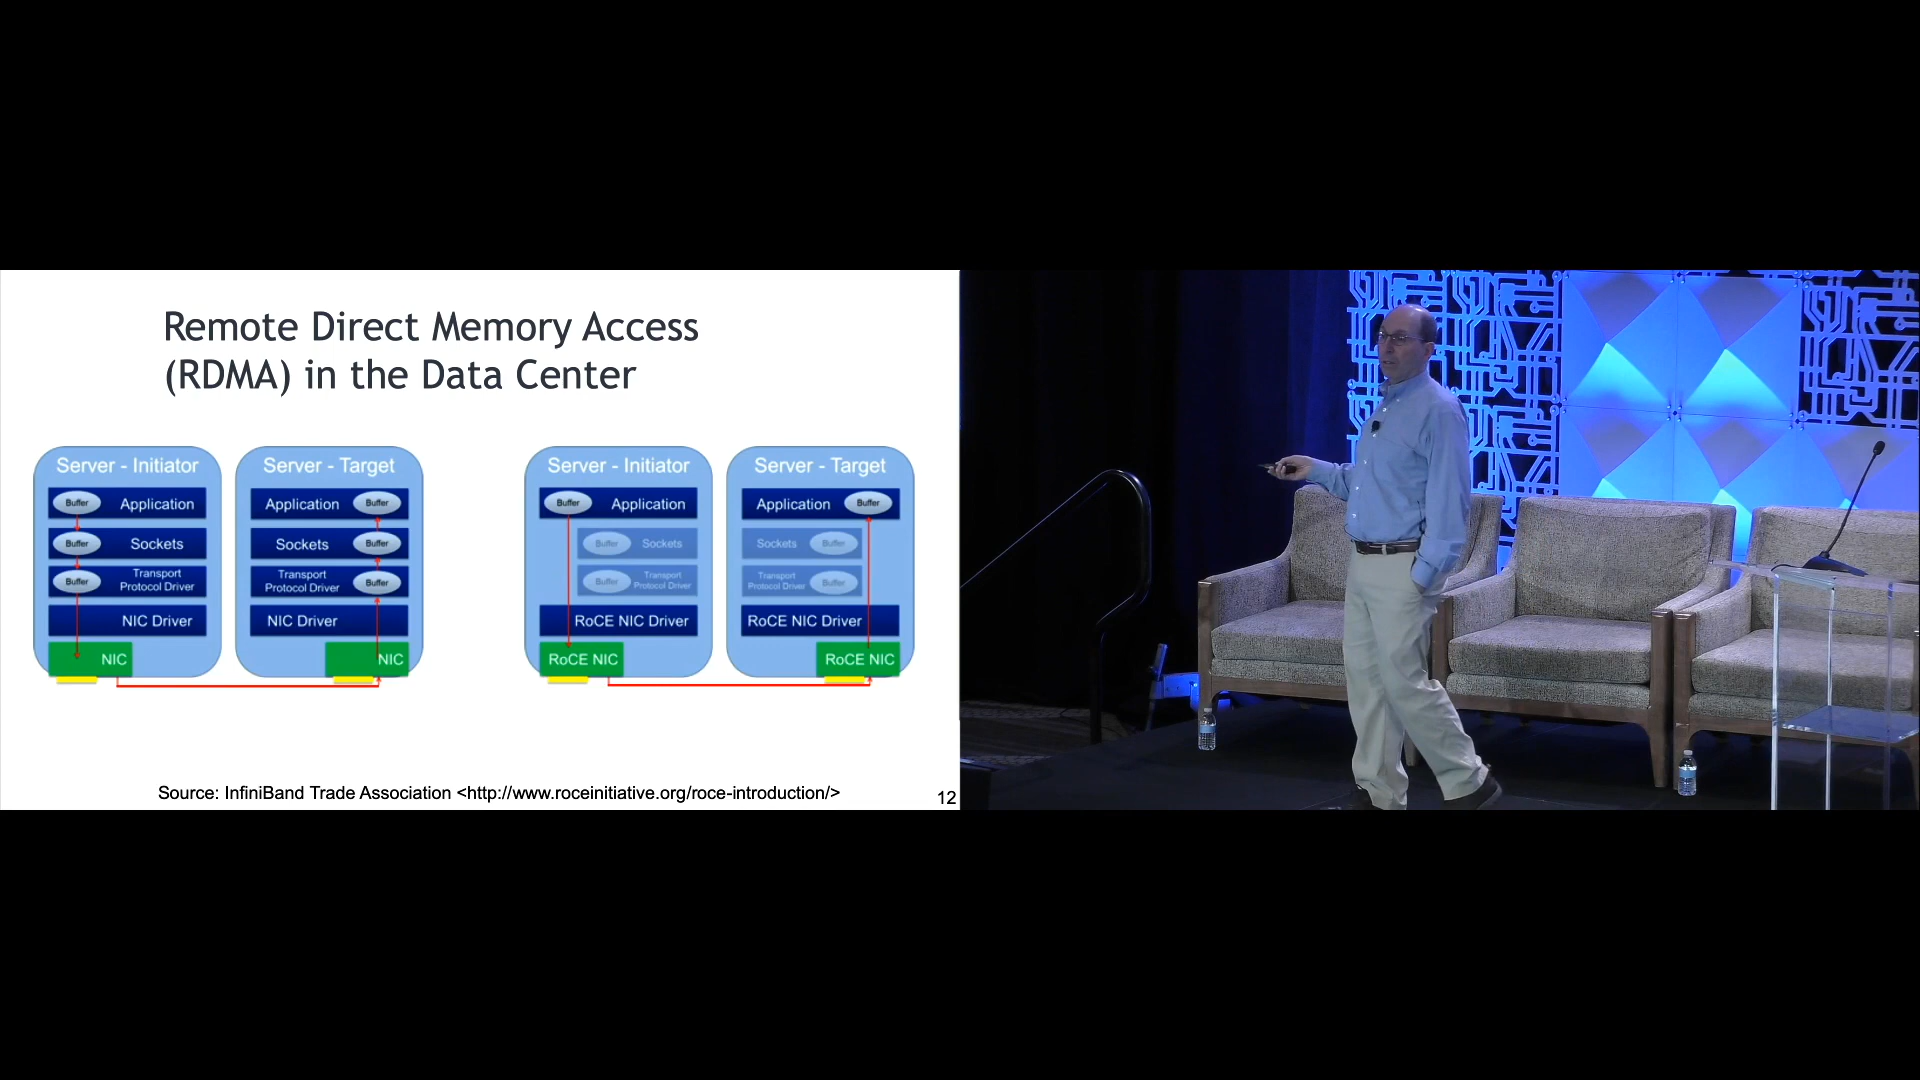 Remote Direct Memory Access
(RDMA) in the Data Center
Server - Initiator
Buffer Application
Buffer Sockets
Buffer Transport
Protocol Driver
NIC Driver
NIC
Server - Target
Application Buffer
Sockets Buffer
Transport
Protocol Driver Buffer
NIC Driver
NIC
Server - Initiator
Buffer Application
Buffer Sockets
Buffer Transport
Protocol Driver
RoCE NIC Driver
RoCE NIC
Server - Target
Application Buffer
Sockets Buffer
Transport
Protocol Driver Buffer
RoCE NIC Driver
RoCE NIC
Source: InfiniBand Trade Association <http://www.roceinitiative.org/roce-introduction/>
12